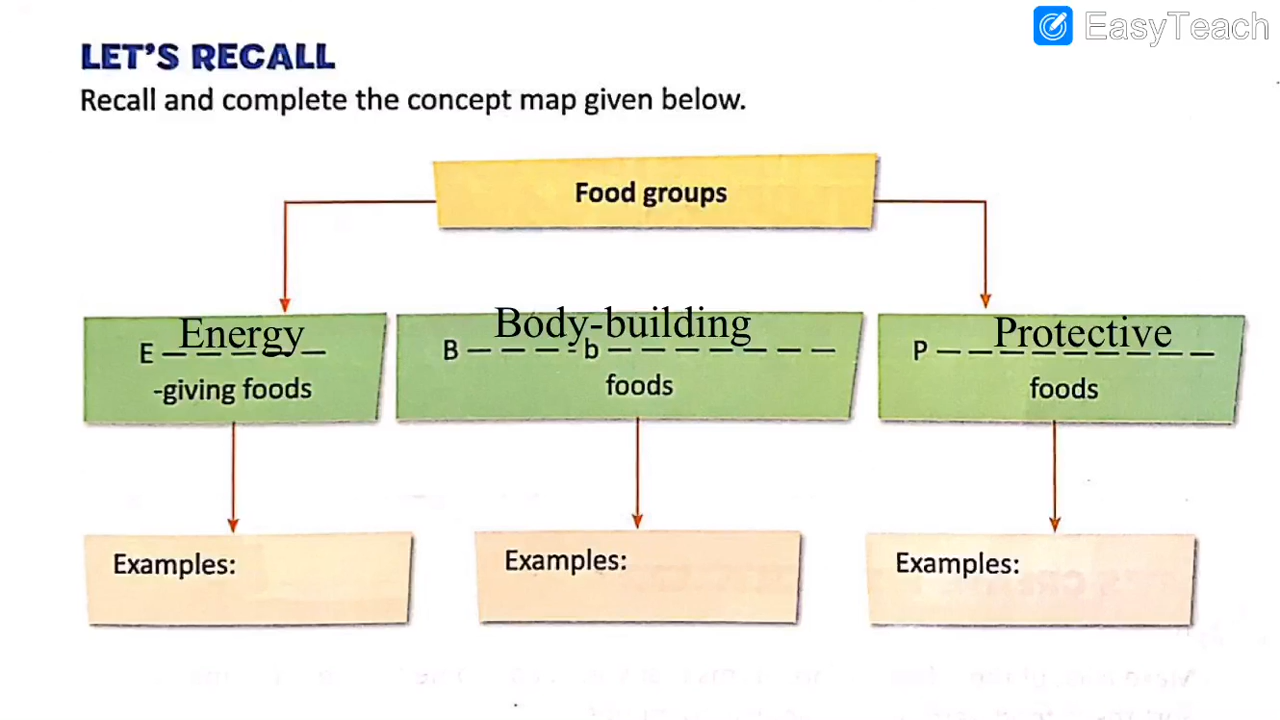 EasyTeach
LET'S RECALL
Recall and complete the concept map given below.
Food groups
Energy
E _ _ _ _ _
-giving foods
Body-building
B _ _ _ - b _ _ _ _ _ _ _
foods
Protective
P _ _ _ _ _ _ _ _ _
foods
Examples:
Examples:
Examples: